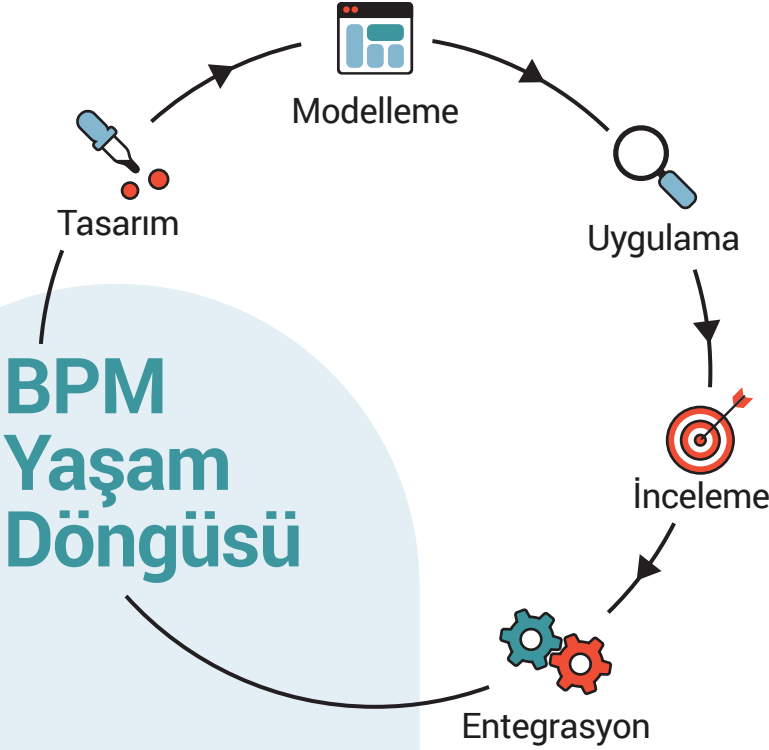 Modelleme
Tasarım
Uygulama
BPM
Yaşam
Döngüsü
İnceleme
Entegrasyon